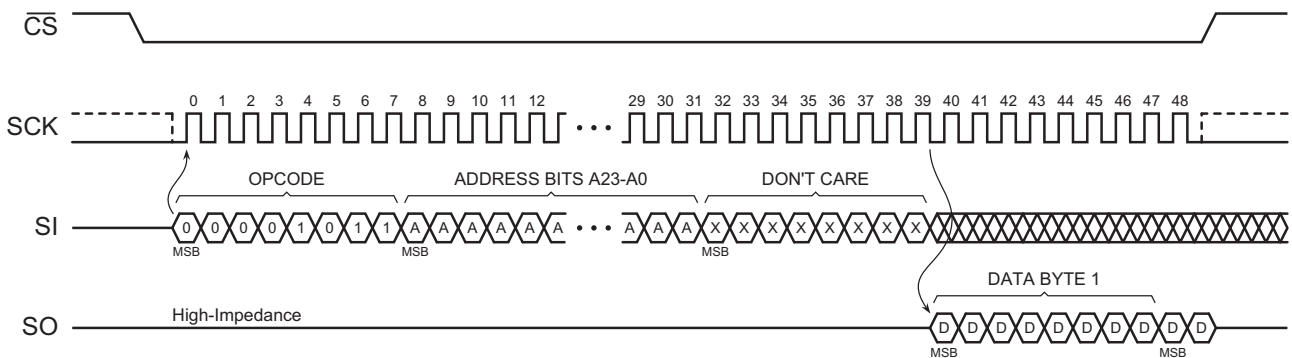 CS
0 1 2 3 4 5 6 7 8 9 10 11 12 29 30 31 32 33 34 35 36 37 38 39 40 41 42 43 44 45 46 47 48
SCK
OPCODE ADDRESS BITS A23-A0 DON'T CARE
SI 0 0 0 0 1 0 1 1 A A A A A A A A A X X X X X X X X
MSB MSB MSB
DATA BYTE 1
High-Impedance
SO D D D D D D D D D D
MSB MSB